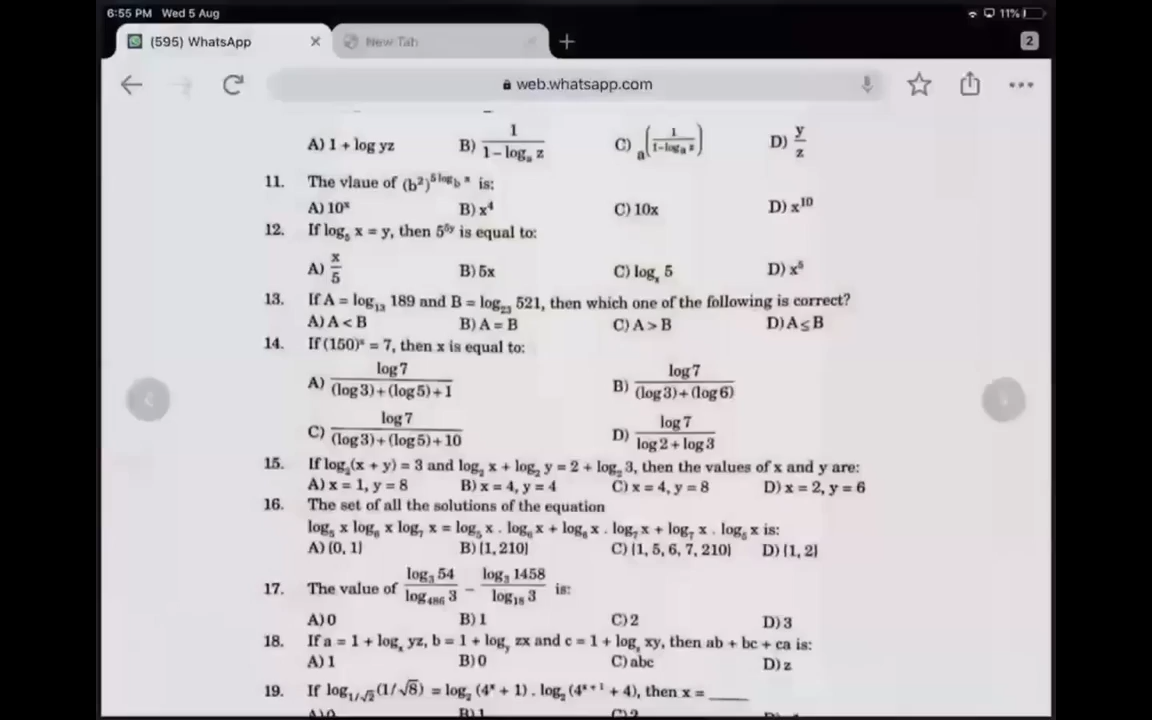 6:55 PM Wed 5 Aug 11%
(595) WhatsApp New Tab 2
web.whatsapp.com
A) 1 + log yz B) 1/(1 – logₐ z) C) a^(1/(1–logₐ z)) D) y/z
11. The vlaue of (b²)^(5 log_b x) is:
A) 10ˣ B) x⁴ C) 10x D) x¹⁰
12. If log₅ x = y, then 5^(5y) is equal to:
A) x/5 B) 5x C) logₓ 5 D) x⁵
13. If A = log₁₃ 189 and B = log₂₃ 521, then which one of the following is correct?
A) A < B B) A = B C) A > B D) A ≤ B
14. If (150)ˣ = 7, then x is equal to:
A) log 7/((log 3)+(log 5)+1) B) log 7/((log 3)+(log 6))
C) log 7/((log 3)+(log 5)+10) D) log 7/(log 2 + log 3)
15. If log₂(x + y) = 3 and log₂ x + log₂ y = 2 + log₂ 3, then the values of x and y are:
A) x = 1, y = 8 B) x = 4, y = 4 C) x = 4, y = 8 D) x = 2, y = 6
16. The set of all the solutions of the equation
log₅ x log₆ x log₇ x = log₅ x . log₆ x + log₆ x . log₇ x + log₇ x . log₅ x is:
A) {0, 1} B) {1, 210} C) {1, 5, 6, 7, 210} D) {1, 2}
17. The value of log₃ 54/log₄₈₆ 3 – log₃ 1458/log₁₈ 3 is:
A) 0 B) 1 C) 2 D) 3
18. If a = 1 + logₓ yz, b = 1 + log_y zx and c = 1 + log_z xy, then ab + bc + ca is:
A) 1 B) 0 C) abc D) z
19. If log_(1/√2) (1/√8) = log₂ (4ˣ + 1) . log₂ (4ˣ⁺¹ + 4), then x = _____
A) 0 B) 1 C) 2